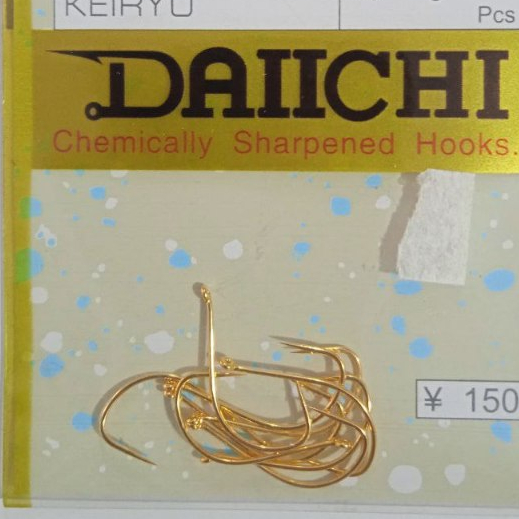 KEIRYU
Pcs
DAIICHI
Chemically Sharpened Hooks.
¥ 150